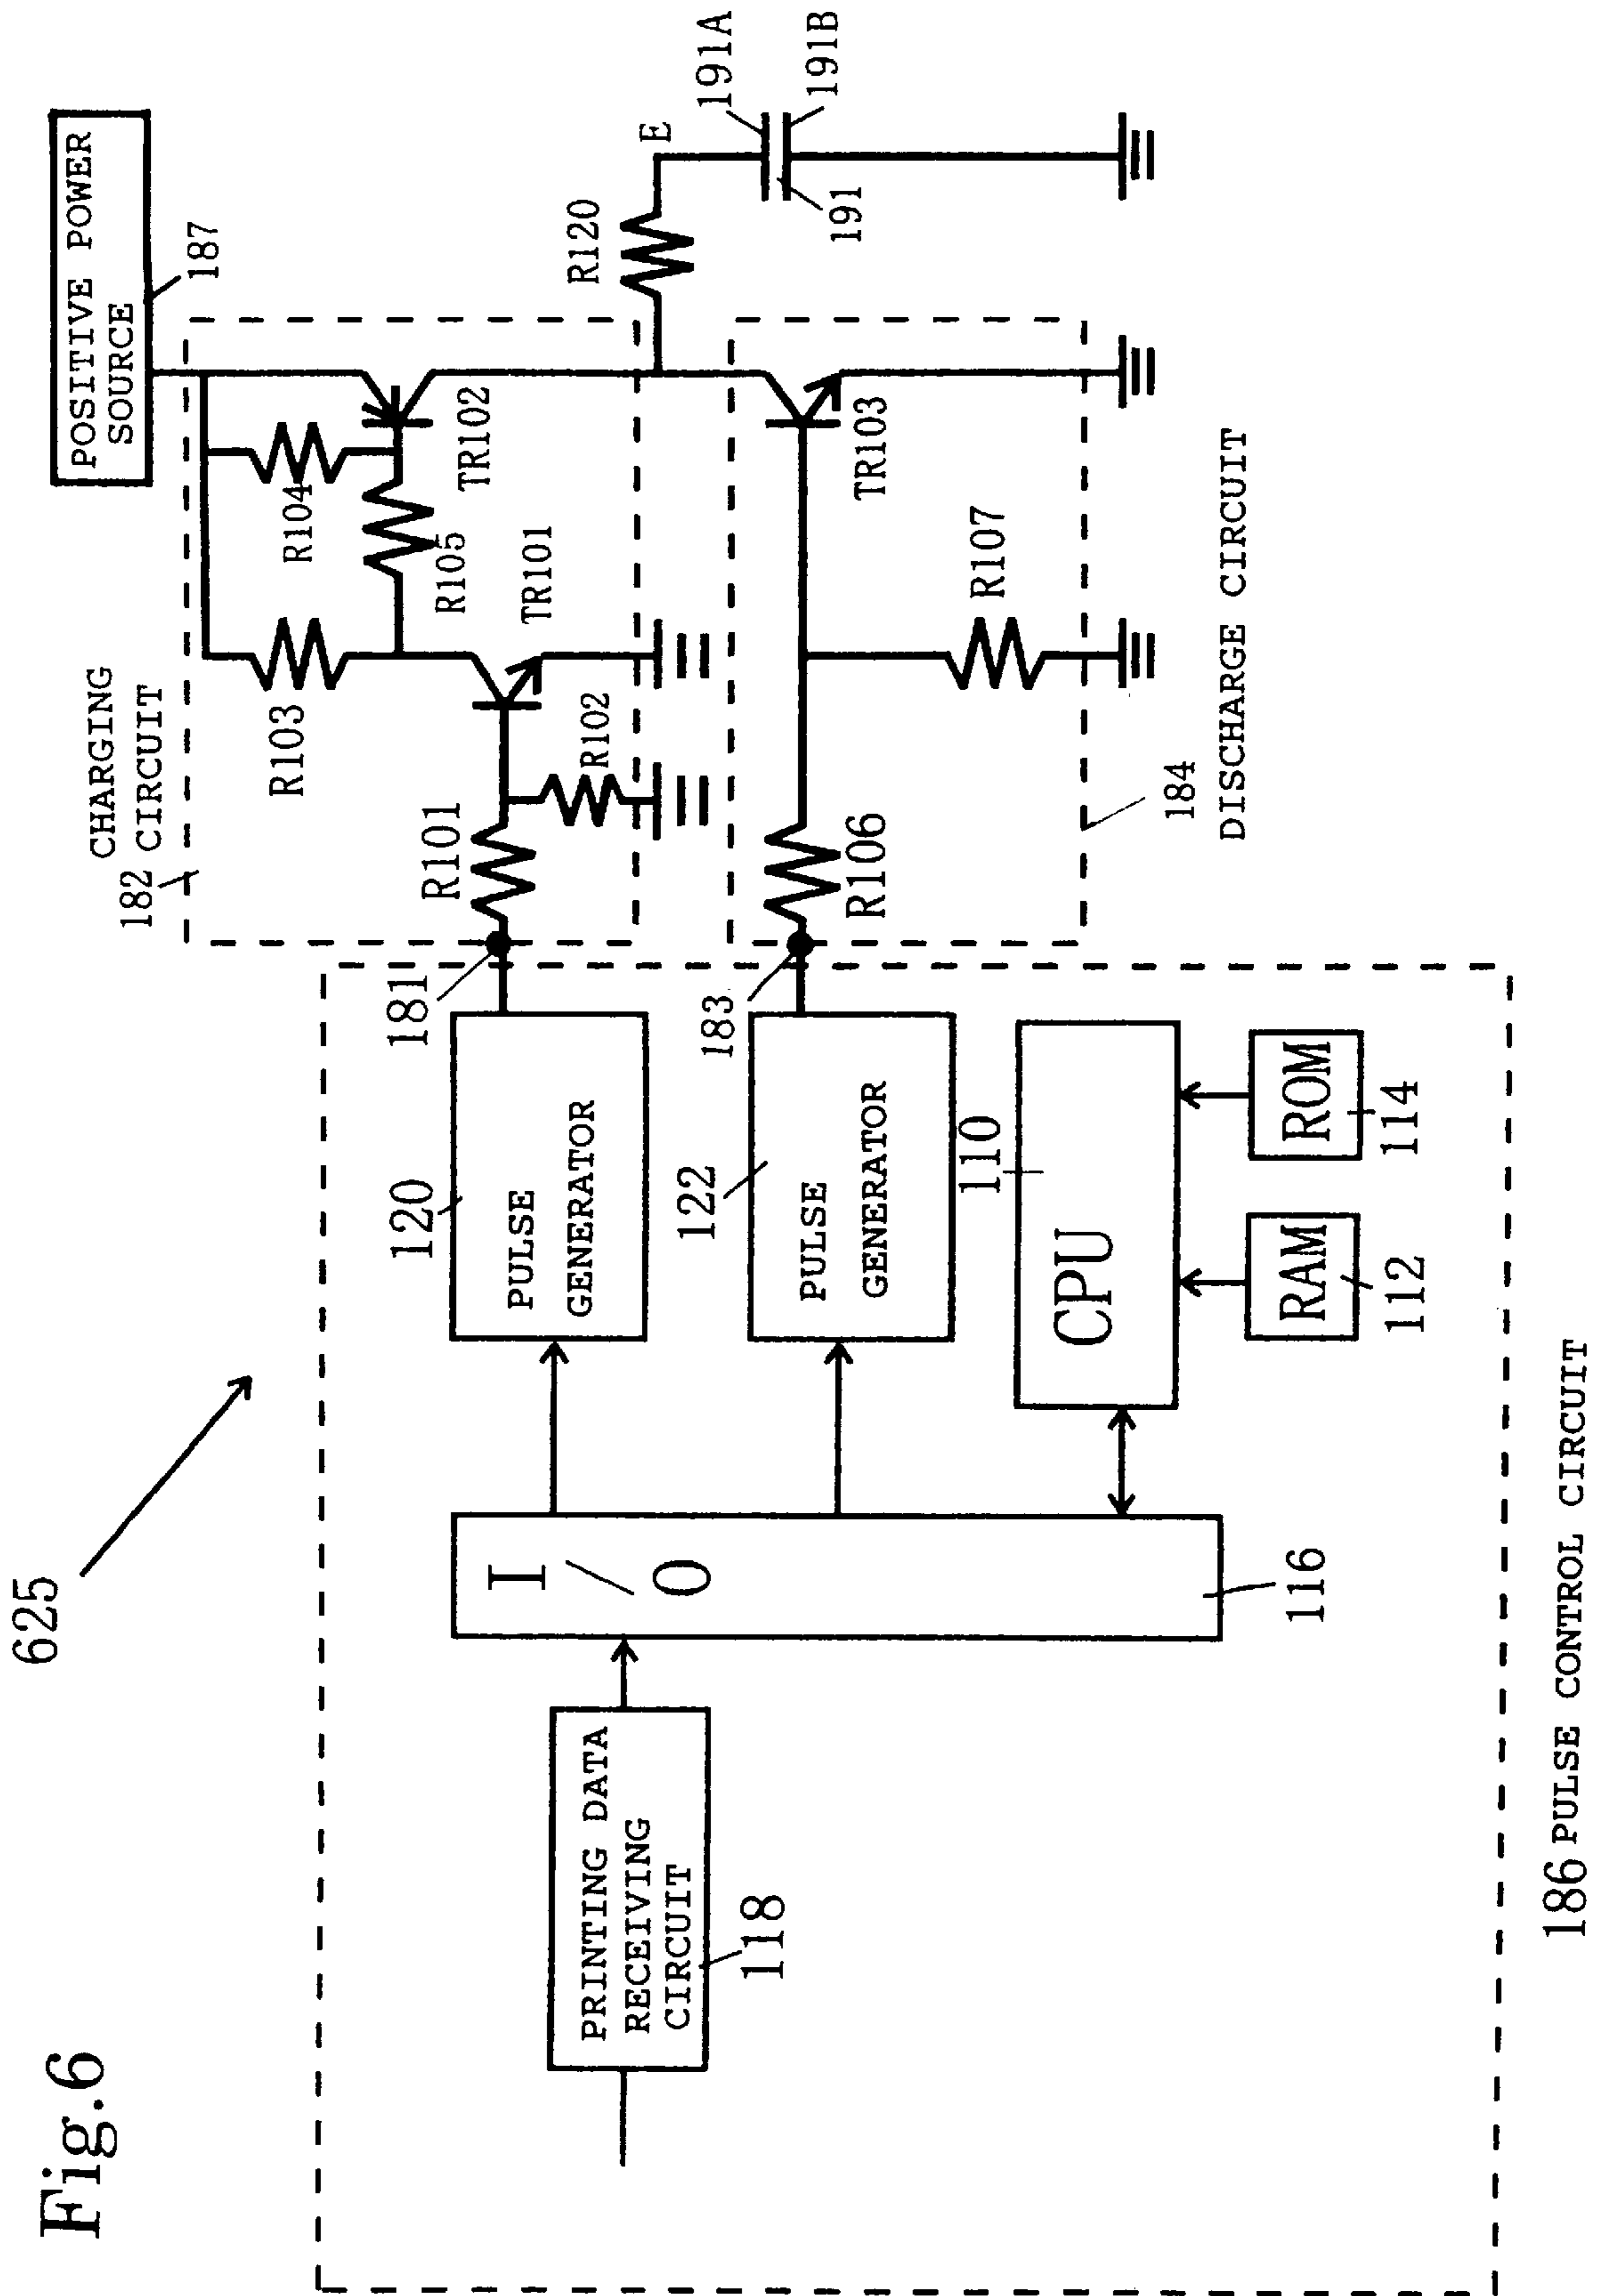 Fig.6
625
POSITIVE POWER
SOURCE
187
CHARGING
CIRCUIT
182
R103
R104
R105
TR102
TR101
R101
R102
181
R120
E
191A
191B
191
TR103
R106
R107
183
184
DISCHARGE CIRCUIT
120
PULSE
GENERATOR
122
PULSE
GENERATOR
110
CPU
RAM
112
ROM
114
I/O
116
PRINTING DATA
RECEIVING
CIRCUIT
118
186 PULSE CONTROL CIRCUIT